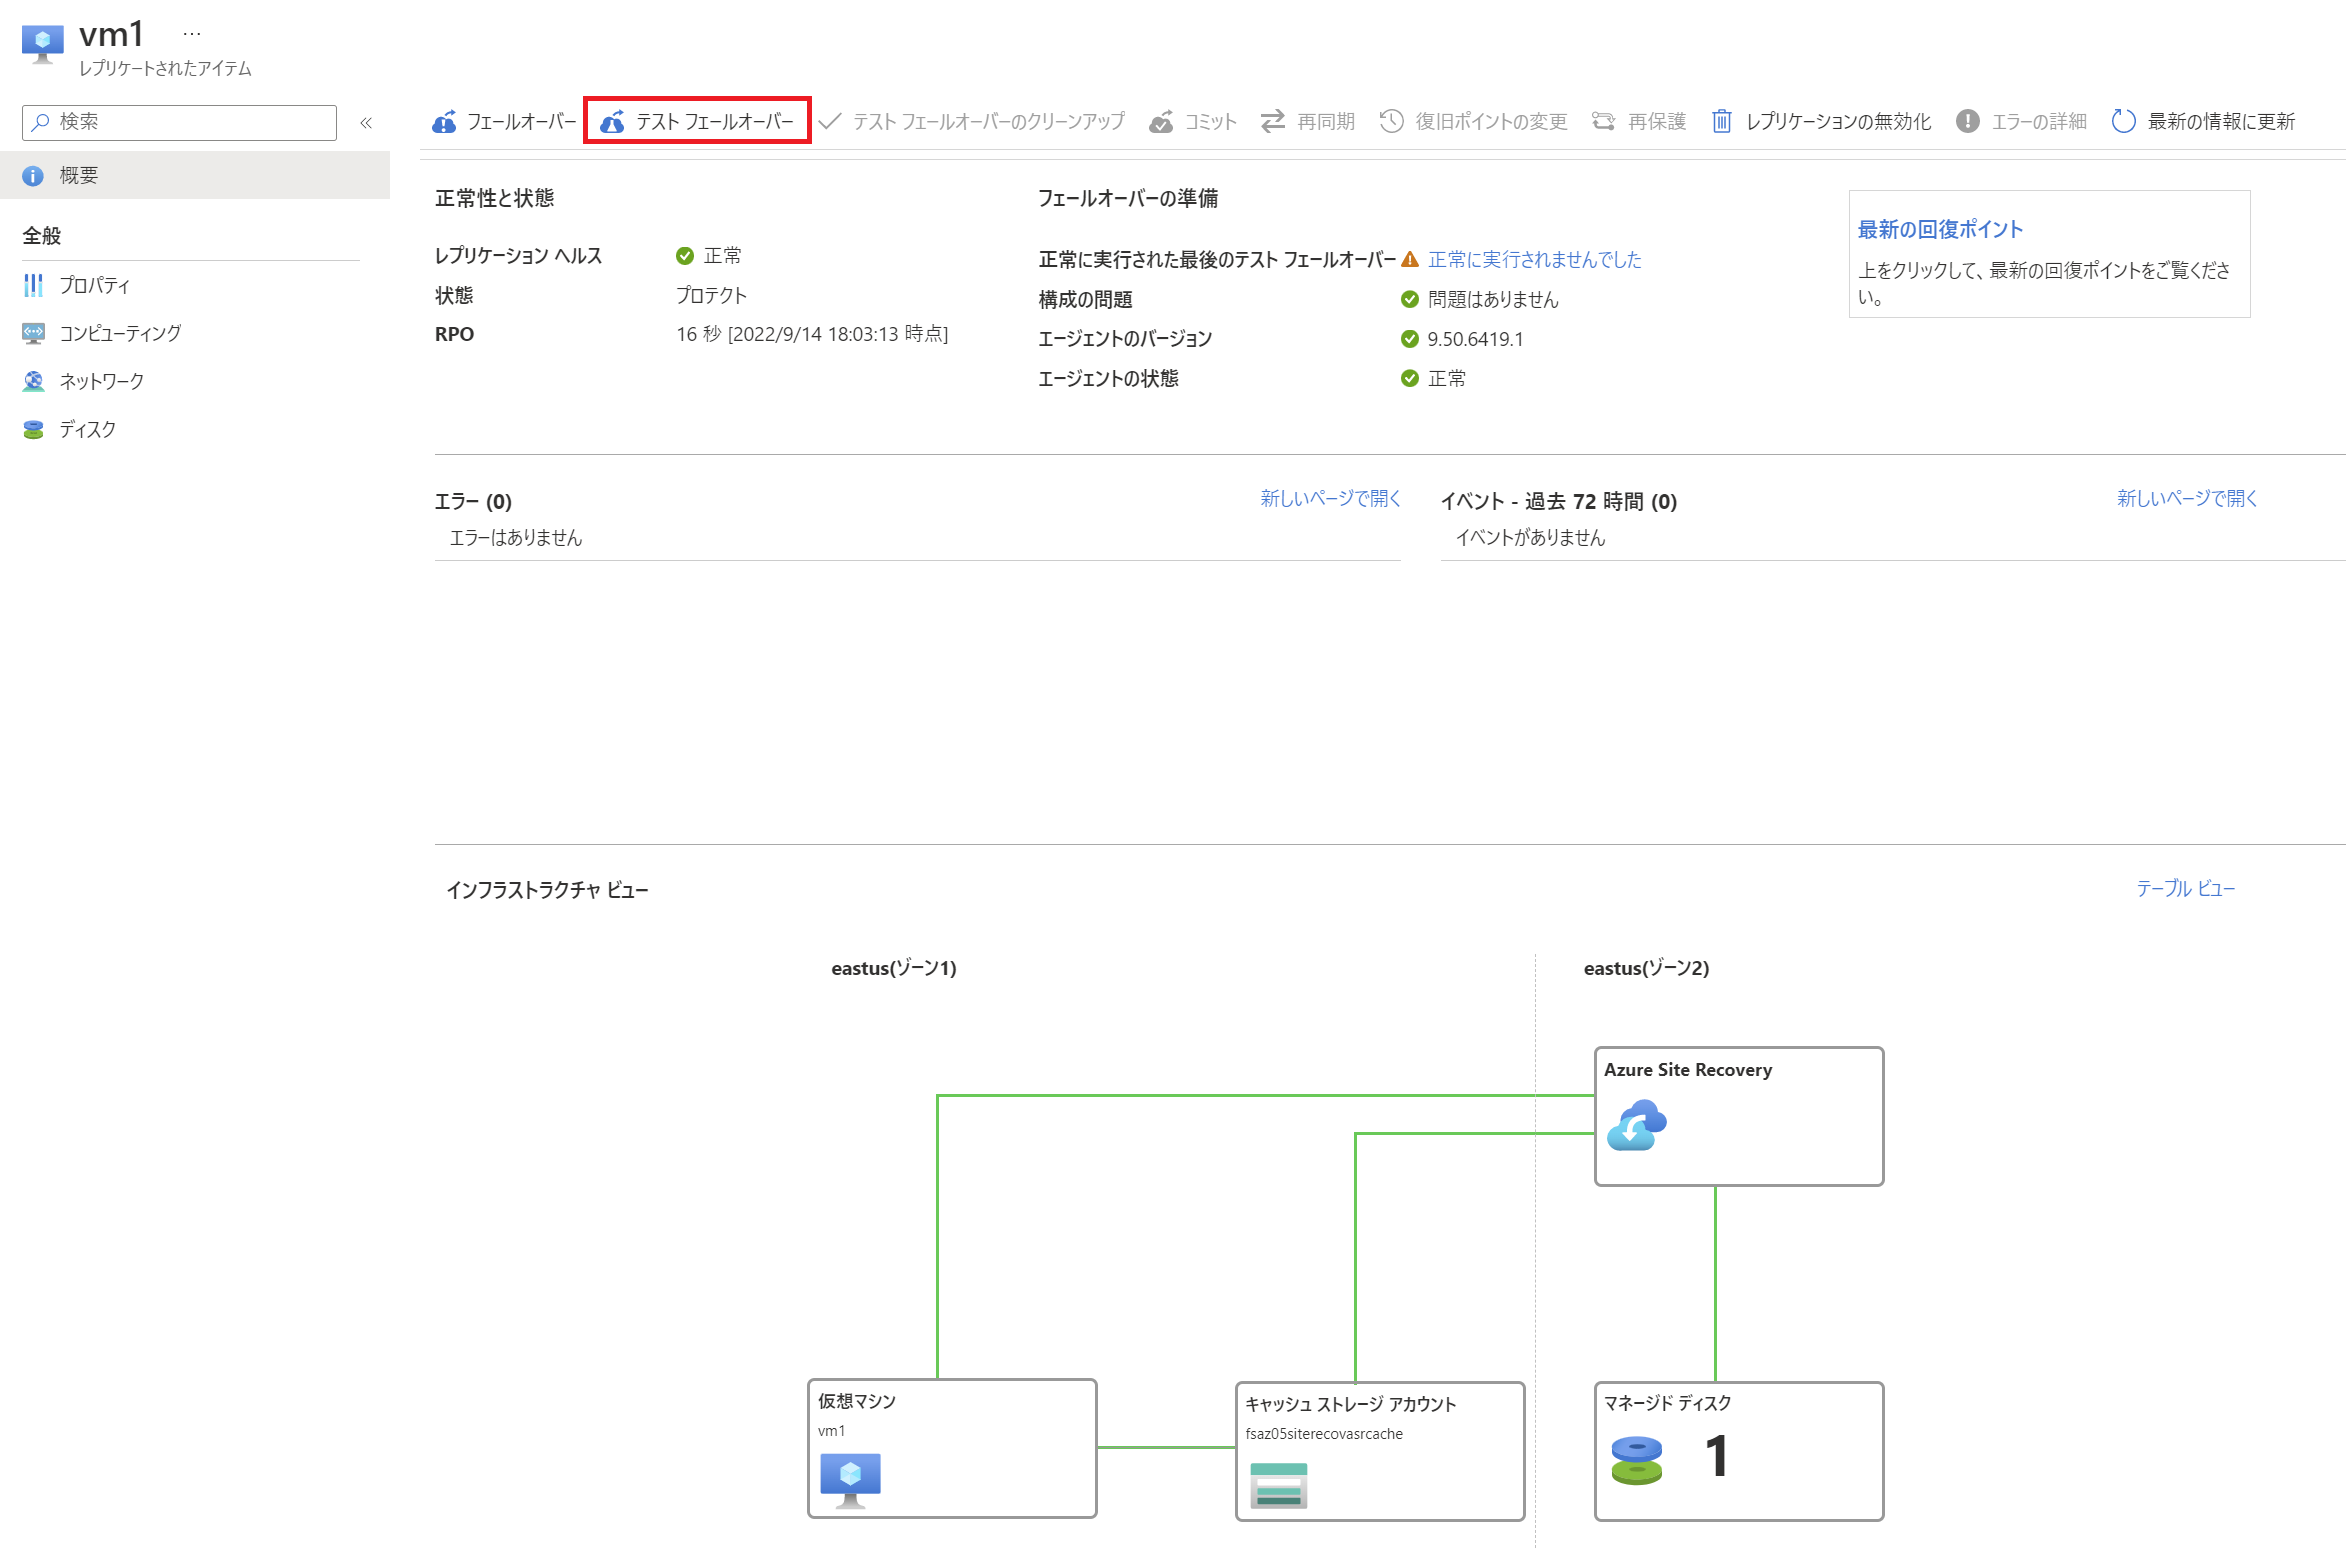 vm1 …
レプリケートされたアイテム
検索
«
概要
全般
プロパティ
コンピューティング
ネットワーク
ディスク
フェールオーバー
テスト フェールオーバー
テスト フェールオーバーのクリーンアップ
コミット
再同期
復旧ポイントの変更
再保護
レプリケーションの無効化
エラーの詳細
最新の情報に更新
正常性と状態
レプリケーション ヘルス 正常
状態 プロテクト
RPO 16 秒 [2022/9/14 18:03:13 時点]
フェールオーバーの準備
正常に実行された最後のテスト フェールオーバー 正常に実行されませんでした
構成の問題 問題はありません
エージェントのバージョン 9.50.6419.1
エージェントの状態 正常
最新の回復ポイント
上をクリックして、最新の回復ポイントをご覧くださ
い。
エラー (0) 新しいページで開く
エラーはありません
イベント - 過去 72 時間 (0) 新しいページで開く
イベントがありません
インフラストラクチャ ビュー テーブル ビュー
eastus(ゾーン1) eastus(ゾーン2)
Azure Site Recovery
仮想マシン
vm1
キャッシュ ストレージ アカウント
fsaz05siterecovasrcache
マネージド ディスク
1